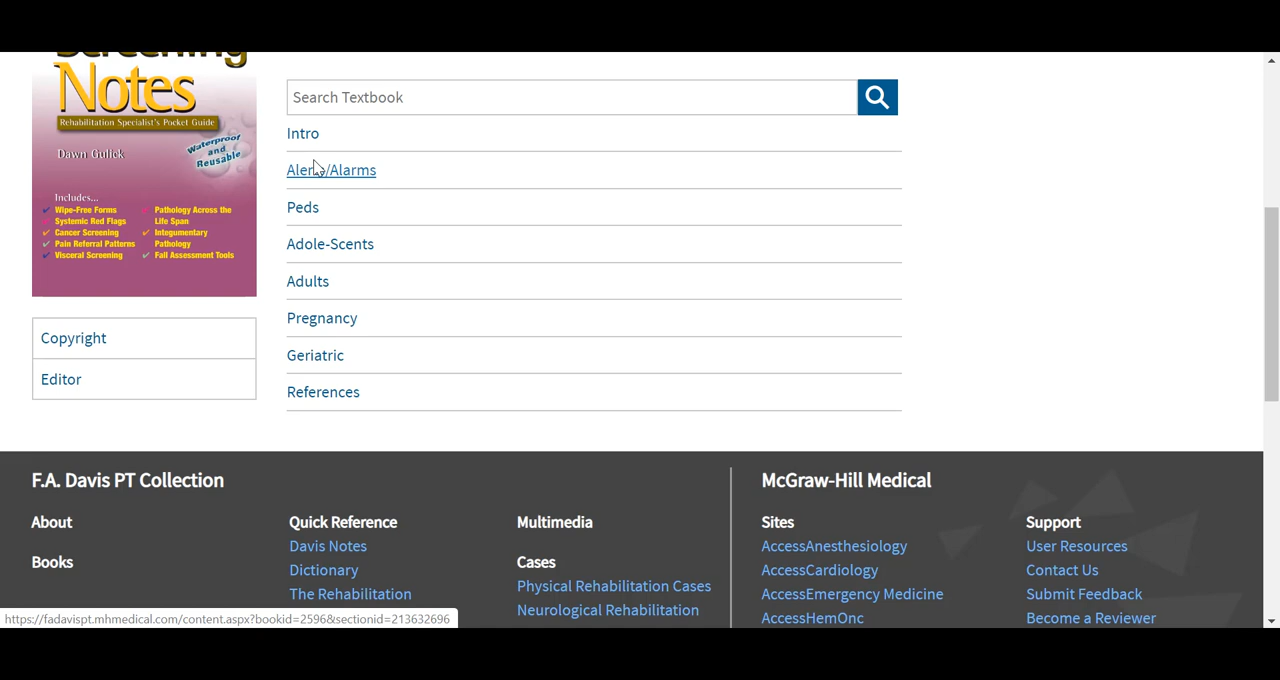 Screening
Notes
Rehabilitation Specialist's Pocket Guide
Waterproof
and
Reusable
Dawn Gulick
Includes...
✓ Wipe-Free Forms
✓ Systemic Red Flags
✓ Cancer Screening
✓ Pain Referral Patterns
✓ Visceral Screening
✓ Pathology Across the
Life Span
✓ Integumentary
Pathology
✓ Fall Assessment Tools
Copyright
Editor
Search Textbook
Intro
Alerts/Alarms
Peds
Adole-Scents
Adults
Pregnancy
Geriatric
References
F.A. Davis PT Collection
About
Books
Quick Reference
Davis Notes
Dictionary
The Rehabilitation
Multimedia
Cases
Physical Rehabilitation Cases
Neurological Rehabilitation
McGraw-Hill Medical
Sites
AccessAnesthesiology
AccessCardiology
AccessEmergency Medicine
AccessHemOnc
Support
User Resources
Contact Us
Submit Feedback
Become a Reviewer
https://fadavispt.mhmedical.com/content.aspx?bookid=2596&sectionid=213632696